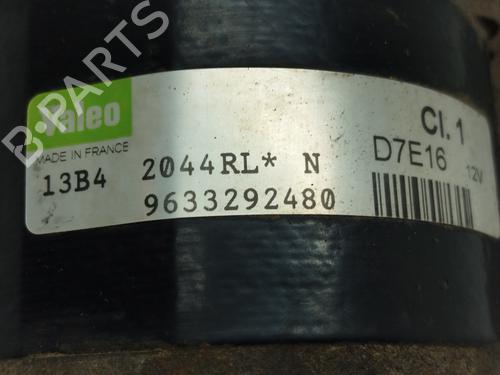 B-PARTS
Valeo
MADE IN FRANCE
13B4 2044RL* N
9633292480
Cl. 1
D7E16 12V